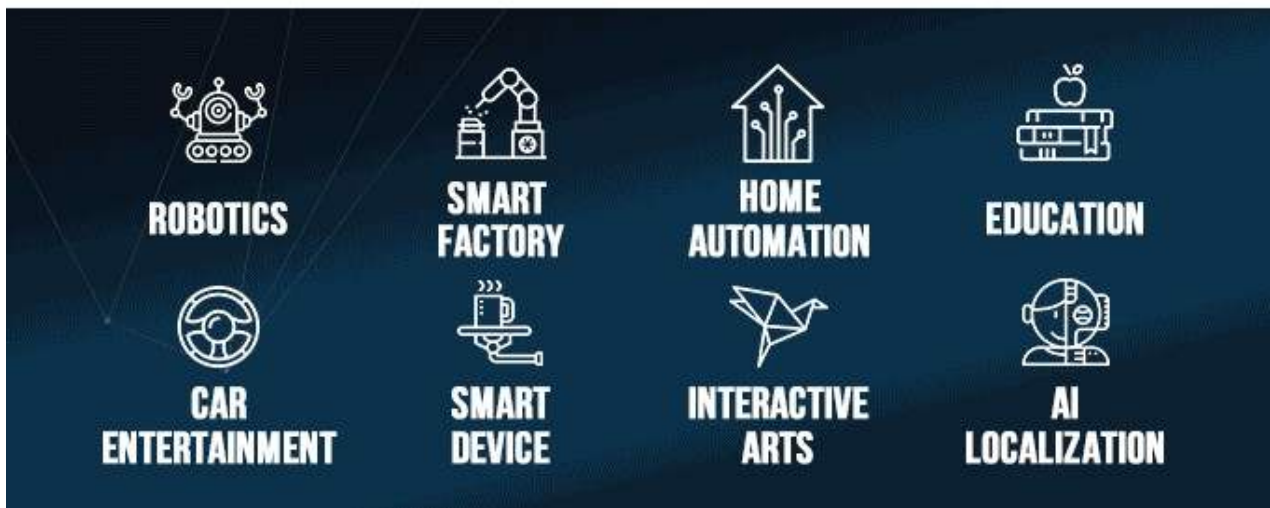 ROBOTICS
SMART
FACTORY
HOME
AUTOMATION
EDUCATION
CAR
ENTERTAINMENT
SMART
DEVICE
INTERACTIVE
ARTS
AI
LOCALIZATION